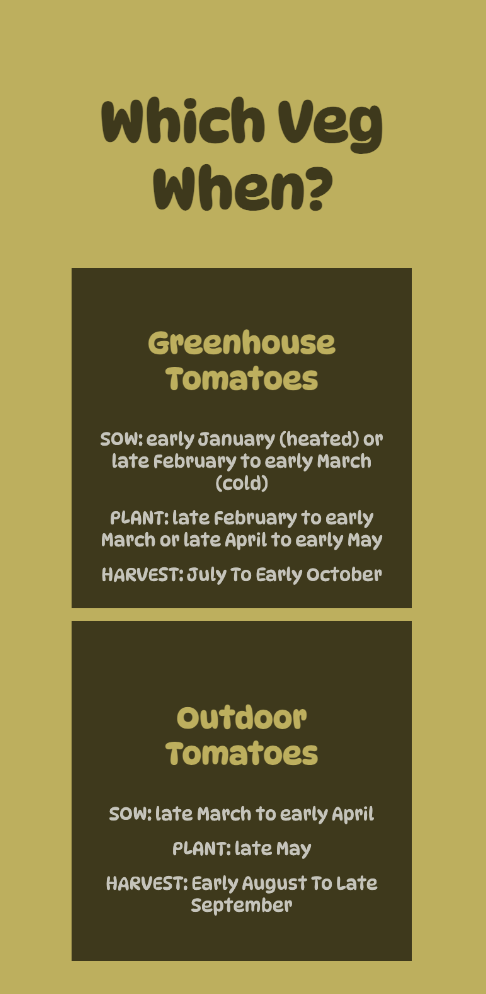 Which Veg
When?
Greenhouse
Tomatoes
SOW: early January (heated) or
late February to early March
(cold)
PLANT: late February to early
March or late April to early May
HARVEST: July To Early October
Outdoor
Tomatoes
SOW: late March to early April
PLANT: late May
HARVEST: Early August To Late
September